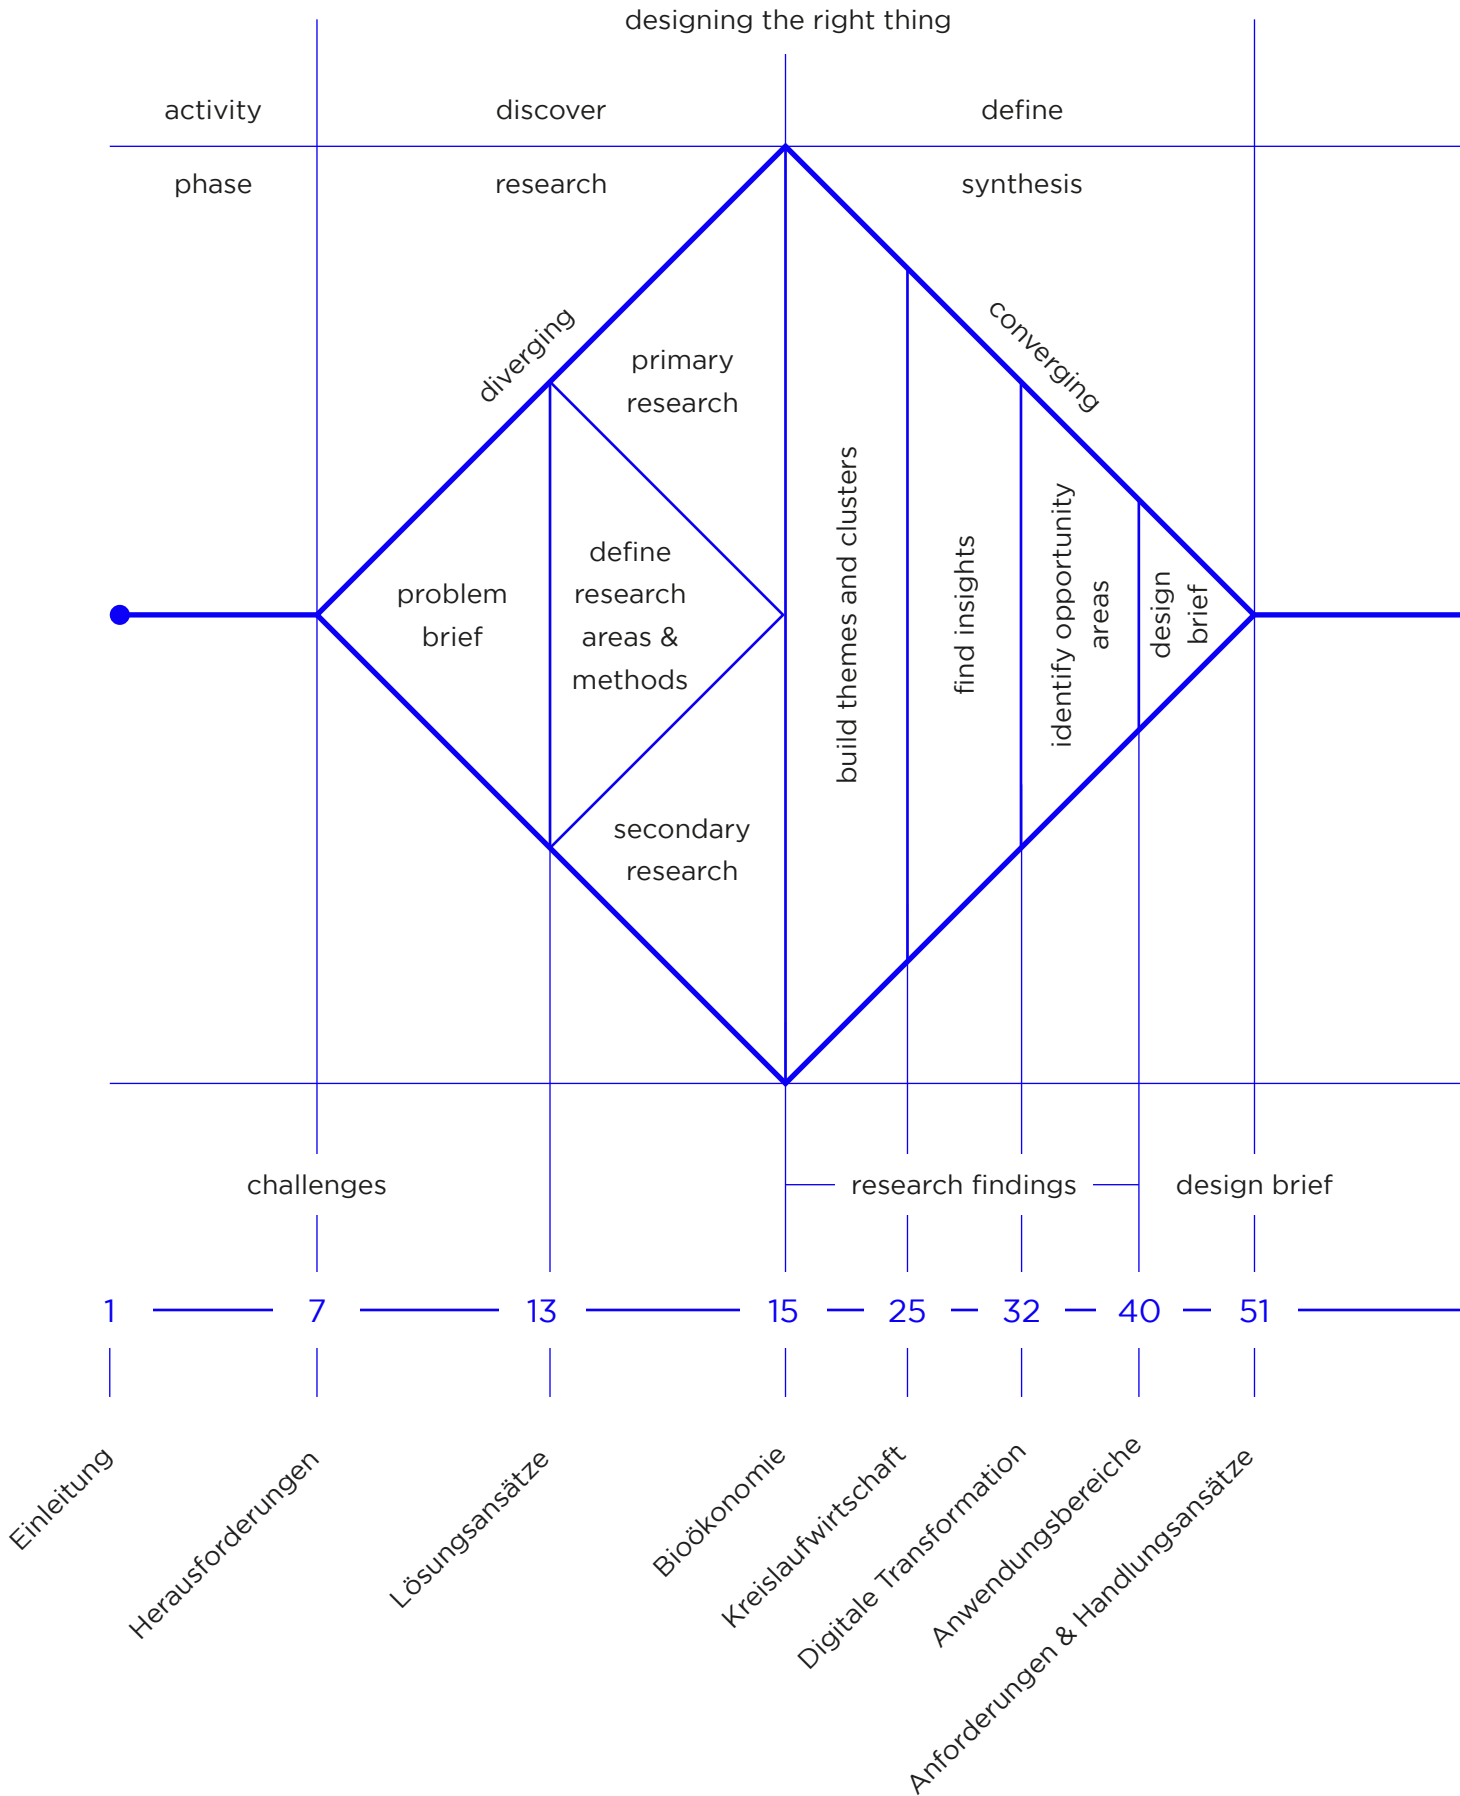 designing the right thing
activity
discover
define
phase
research
synthesis
diverging
converging
primary
research
problem
brief
define
research
areas &
methods
secondary
research
build themes and clusters
find insights
identify opportunity
areas
design
brief
challenges
research findings
design brief
1
7
13
15
25
32
40
51
Einleitung
Herausforderungen
Lösungsansätze
Bioökonomie
Kreislaufwirtschaft
Digitale Transformation
Anwendungsbereiche
Anforderungen & Handlungsansätze